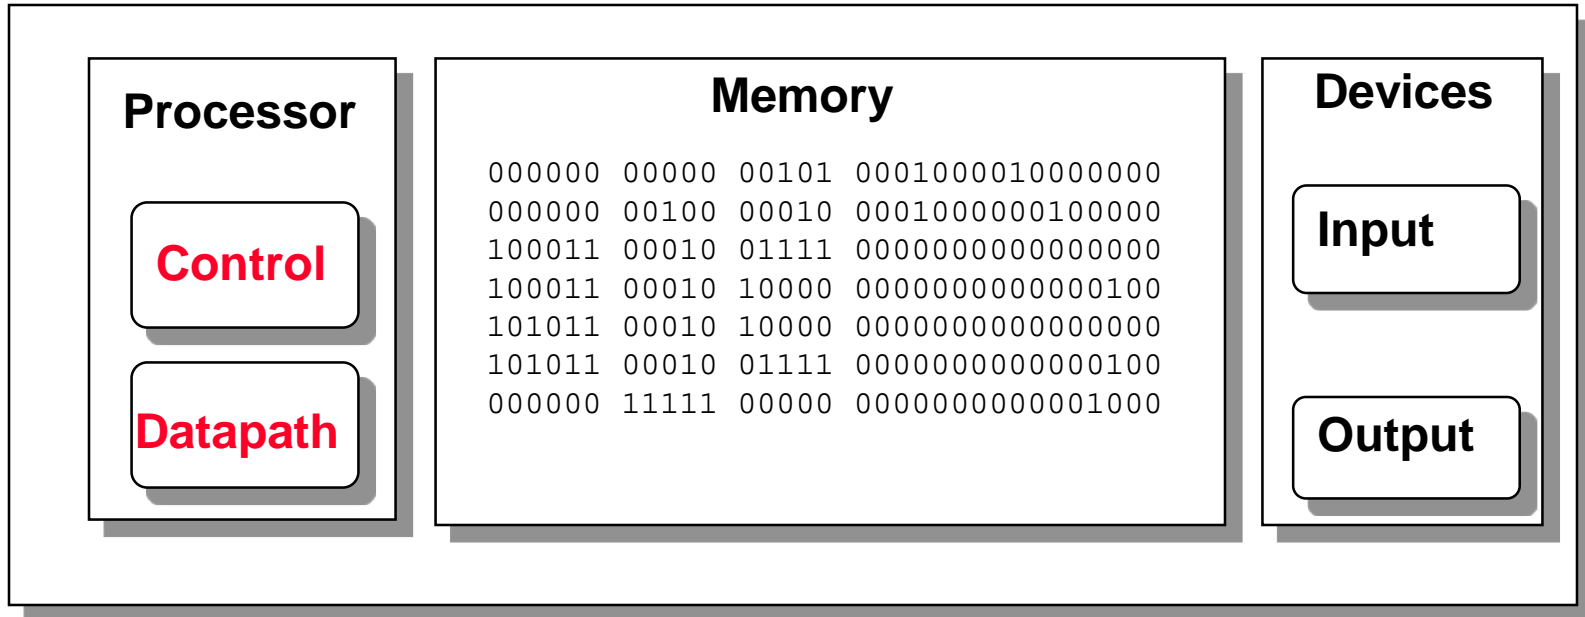 Processor
Control
Datapath
Memory
000000 00000 00101 0001000010000000
000000 00100 00010 0001000000100000
100011 00010 01111 0000000000000000
100011 00010 10000 0000000000000100
101011 00010 10000 0000000000000000
101011 00010 01111 0000000000000100
000000 11111 00000 0000000000001000
Devices
Input
Output